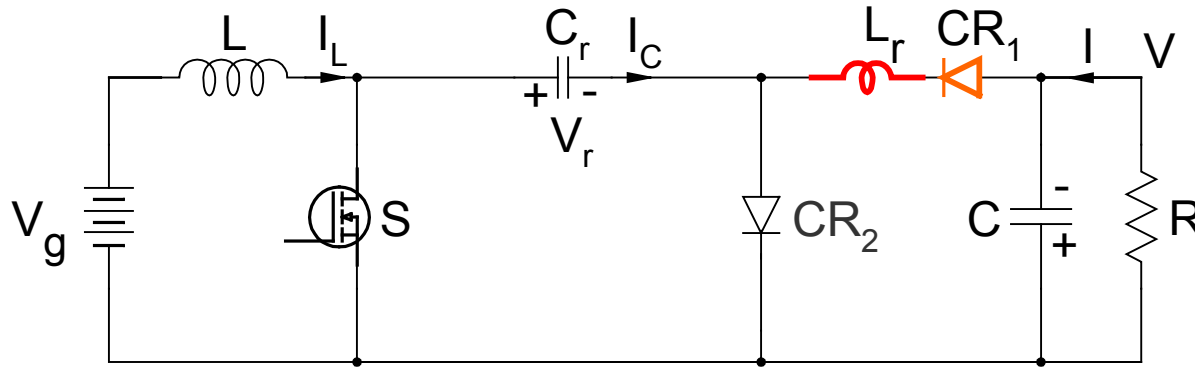 L I_L C_r I_C L_r CR_1 I V
+ -
V_r
V_g S CR_2 C - + R